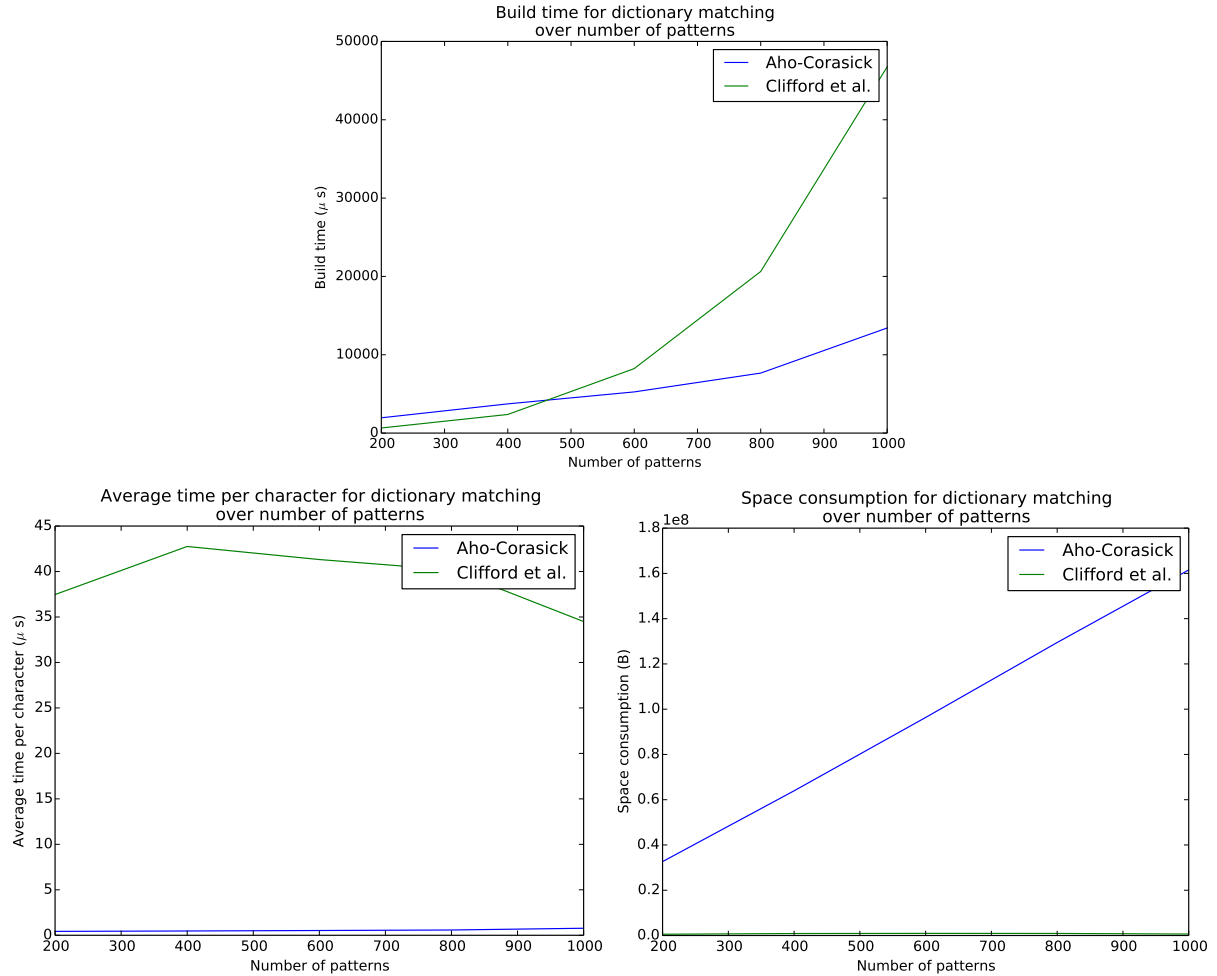 Build time for dictionary matching
over number of patterns
50000
40000
30000
20000
10000
0
Build time (μ s)
Aho-Corasick
Clifford et al.
200 300 400 500 600 700 800 900 1000
Number of patterns
Average time per character for dictionary matching
over number of patterns
45
40
35
30
25
20
15
10
5
0
Average time per character (μ s)
Aho-Corasick
Clifford et al.
200 300 400 500 600 700 800 900 1000
Number of patterns
Space consumption for dictionary matching
over number of patterns
1e8
1.8
1.6
1.4
1.2
1.0
0.8
0.6
0.4
0.2
0.0
Space consumption (B)
Aho-Corasick
Clifford et al.
200 300 400 500 600 700 800 900 1000
Number of patterns